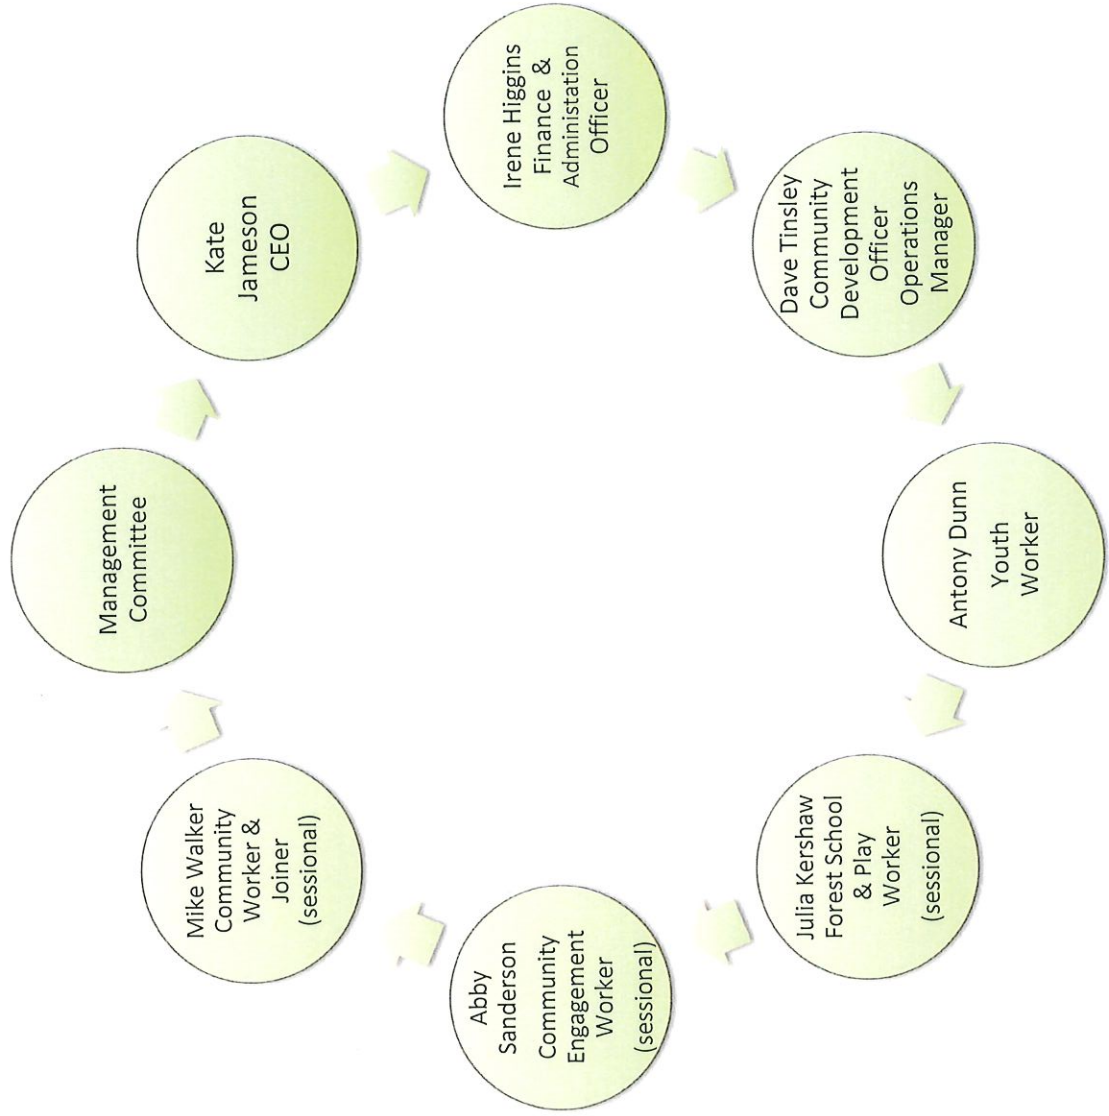 Management
Committee
Kate
Jameson
CEO
Irene Higgins
Finance &
Administation
Officer
Dave Tinsley
Community
Development
Officer
Operations
Manager
Antony Dunn
Youth
Worker
Julia Kershaw
Forest School
& Play
Worker
(sessional)
Abby
Sanderson
Community
Engagement
Worker
(sessional)
Mike Walker
Community
Worker &
Joiner
(sessional)